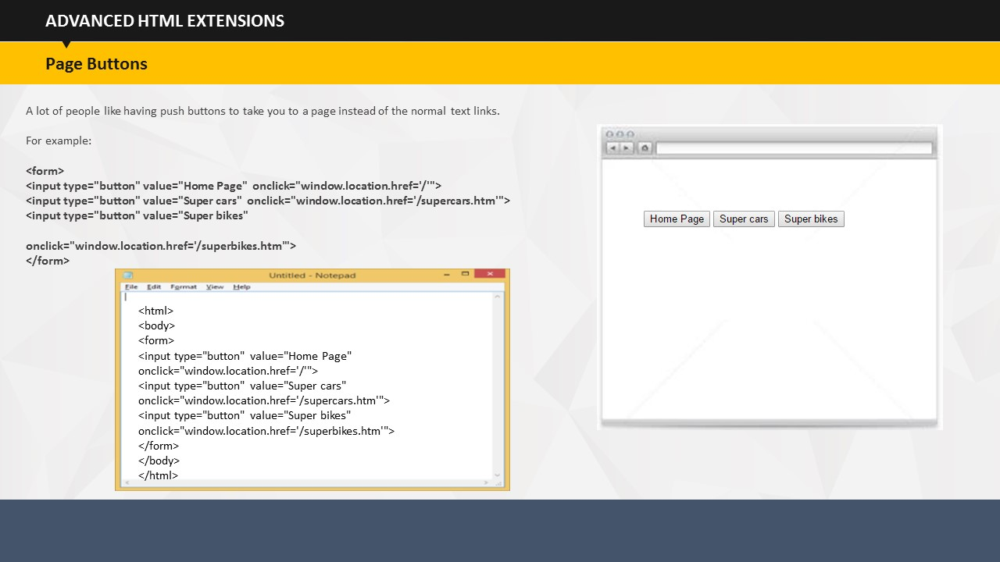 ADVANCED HTML EXTENSIONS
Page Buttons
A lot of people like having push buttons to take you to a page instead of the normal text links.
For example:
<form>
<input type="button" value="Home Page" onclick="window.location.href='/'">
<input type="button" value="Super cars" onclick="window.location.href='/supercars.htm'">
<input type="button" value="Super bikes"
onclick="window.location.href='/superbikes.htm'">
</form>
Untitled - Notepad
File Edit Format View Help
<html>
<body>
<form>
<input type="button" value="Home Page"
onclick="window.location.href='/'">
<input type="button" value="Super cars"
onclick="window.location.href='/supercars.htm'">
<input type="button" value="Super bikes"
onclick="window.location.href='/superbikes.htm'">
</form>
</body>
</html>
Home Page Super cars Super bikes